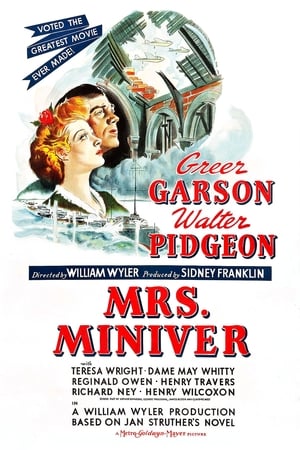 VOTED THE
GREATEST MOVIE
EVER MADE!
Greer
GARSON
Walter
PIDGEON
Directed by WILLIAM WYLER Produced by SIDNEY FRANKLIN
MRS.
MINIVER
with
TERESA WRIGHT · DAME MAY WHITTY
REGINALD OWEN · HENRY TRAVERS
RICHARD NEY · HENRY WILCOXON
A WILLIAM WYLER PRODUCTION
BASED ON JAN STRUTHER'S NOVEL
A Metro-Goldwyn-Mayer PICTURE